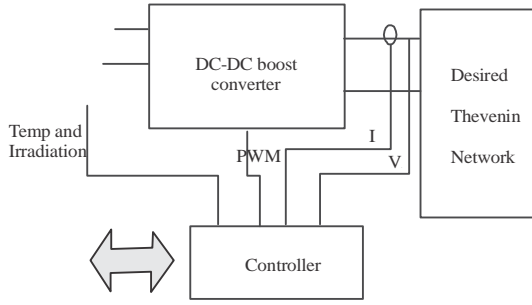 DC-DC boost
converter
Desired
Thevenin
Network
Temp and
Irradiation
PWM
I
V
Controller